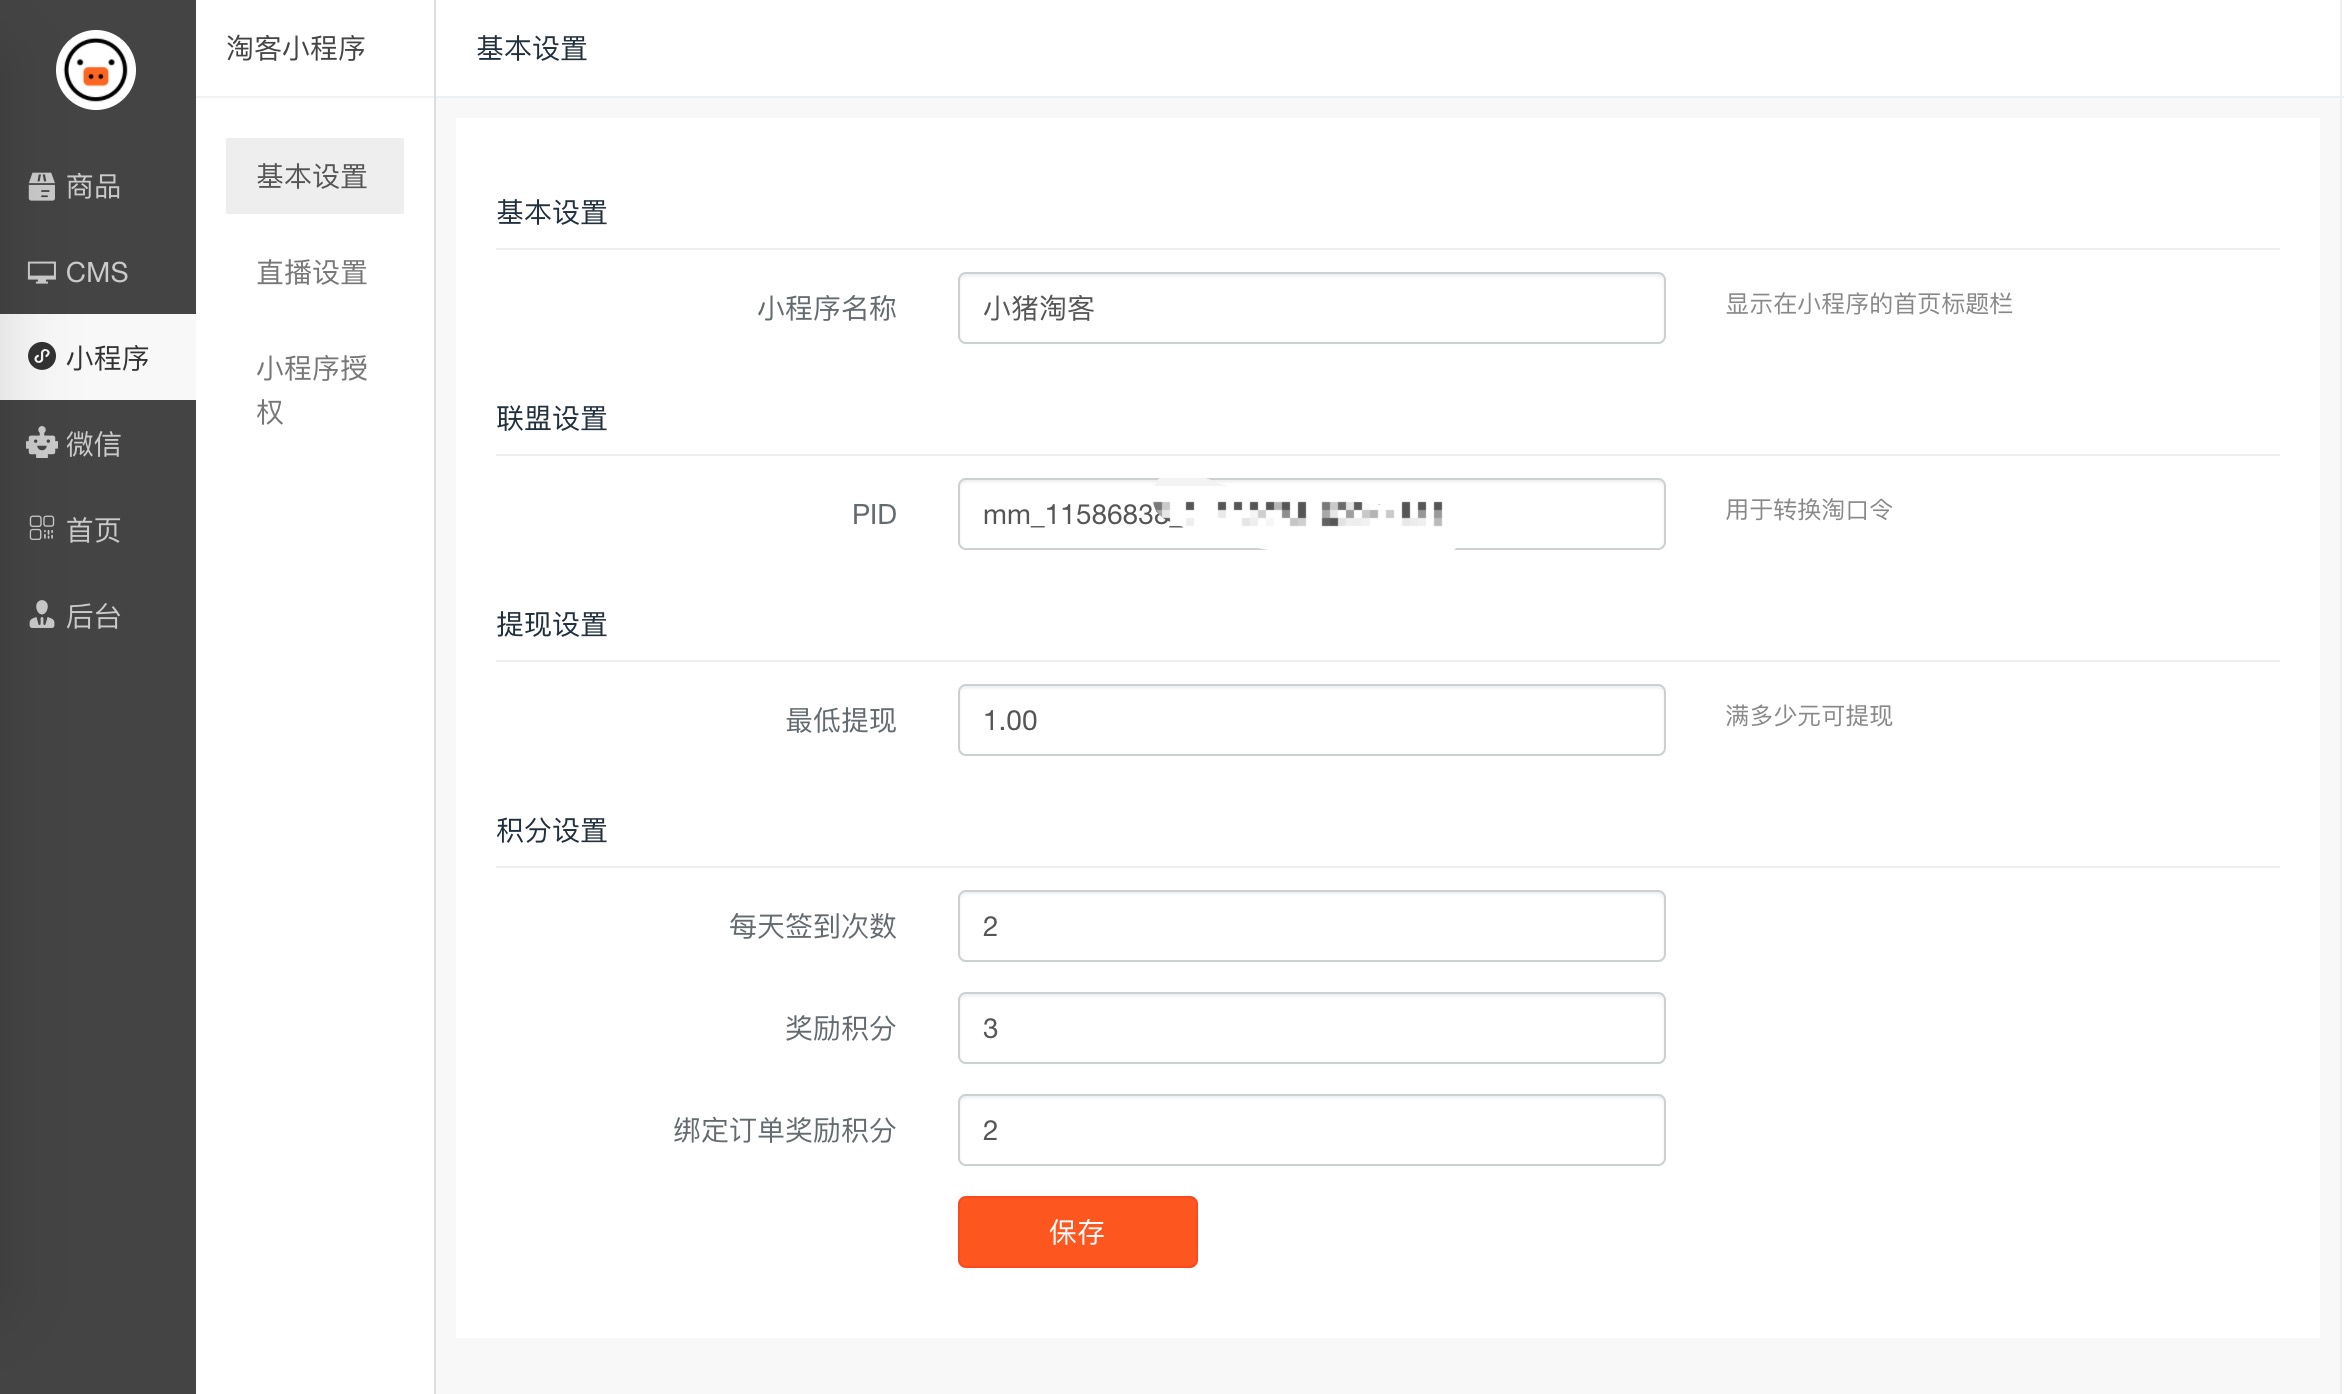 淘客小程序
基本设置
商品
CMS
小程序
微信
首页
后台
基本设置
直播设置
小程序授
权
基本设置
小程序名称
小猪淘客
显示在小程序的首页标题栏
联盟设置
PID
mm_11586838_
用于转换淘口令
提现设置
最低提现
1.00
满多少元可提现
积分设置
每天签到次数
2
奖励积分
3
绑定订单奖励积分
2
保存